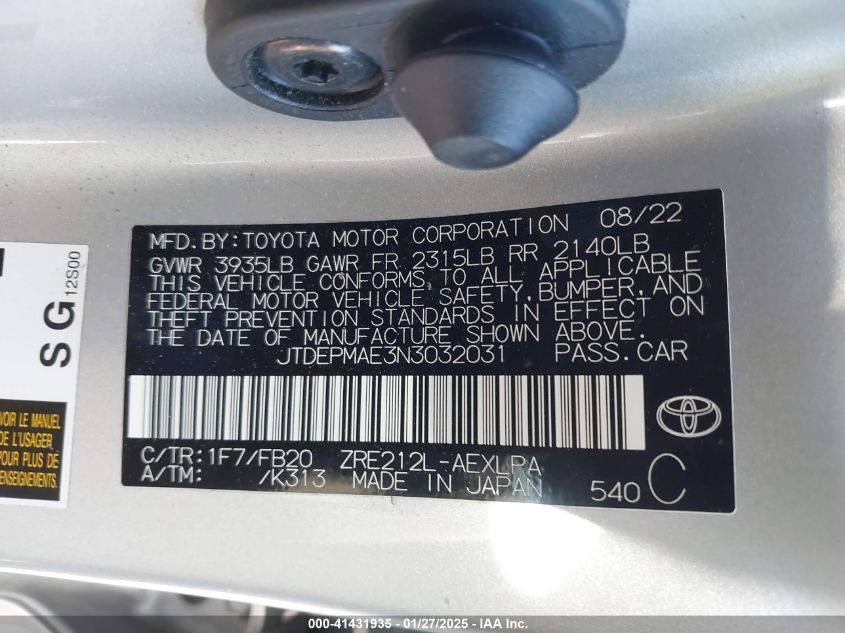 MFD. BY: TOYOTA MOTOR CORPORATION 08/22
GVWR 3935LB GAWR FR 2315LB RR 2140LB
THIS VEHICLE CONFORMS TO ALL APPLICABLE
FEDERAL MOTOR VEHICLE SAFETY, BUMPER, AND
THEFT PREVENTION STANDARDS IN EFFECT ON
THE DATE OF MANUFACTURE SHOWN ABOVE.
JTDEPMAE3N3032031 PASS. CAR
C/TR: 1F7/FB20 ZRE212L-AEXLPA
A/TM: /K313 MADE IN JAPAN 540 C
SG 12S00
VOIR LE MANUEL
DE L'USAGER
POUR PLUS
RENSEIGNEMENTS.
000-41431935 - 01/27/2025 - IAA Inc.